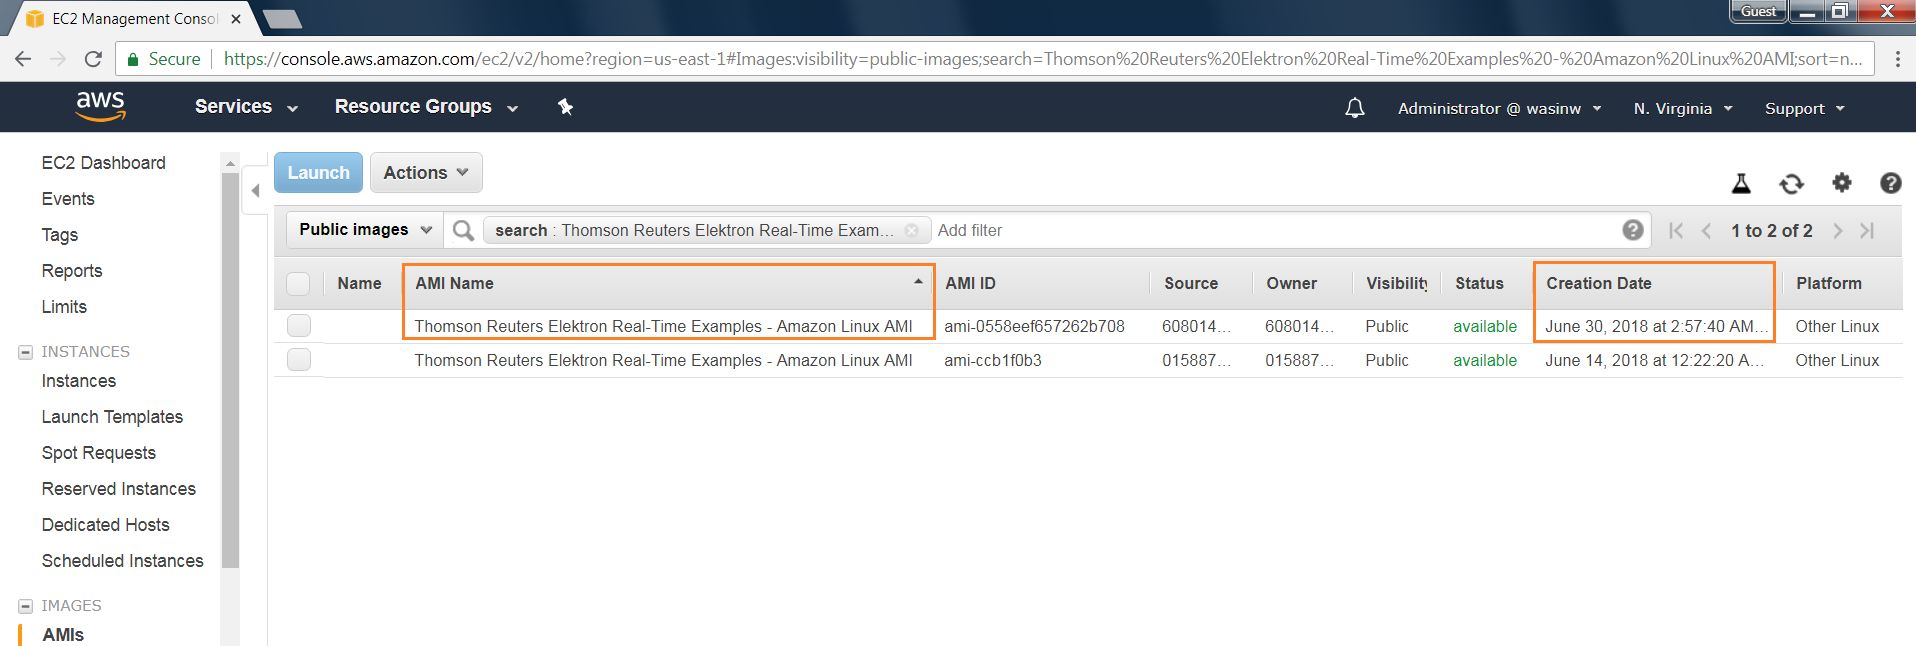 EC2 Management Consol
Guest
Secure
https://console.aws.amazon.com/ec2/v2/home?region=us-east-1#Images:visibility=public-images;search=Thomson%20Reuters%20Elektron%20Real-Time%20Examples%20-%20Amazon%20Linux%20AMI;sort=n...
aws
Services
Resource Groups
Administrator @ wasinw
N. Virginia
Support
EC2 Dashboard
Events
Tags
Reports
Limits
INSTANCES
Instances
Launch Templates
Spot Requests
Reserved Instances
Dedicated Hosts
Scheduled Instances
IMAGES
AMIs
Launch
Actions
Public images
search : Thomson Reuters Elektron Real-Time Exam...
Add filter
1 to 2 of 2
Name AMI Name AMI ID Source Owner Visibility Status Creation Date Platform
Thomson Reuters Elektron Real-Time Examples - Amazon Linux AMI ami-0558eef657262b708 608014... 608014... Public available June 30, 2018 at 2:57:40 AM... Other Linux
Thomson Reuters Elektron Real-Time Examples - Amazon Linux AMI ami-ccb1f0b3 015887... 015887... Public available June 14, 2018 at 12:22:20 A... Other Linux